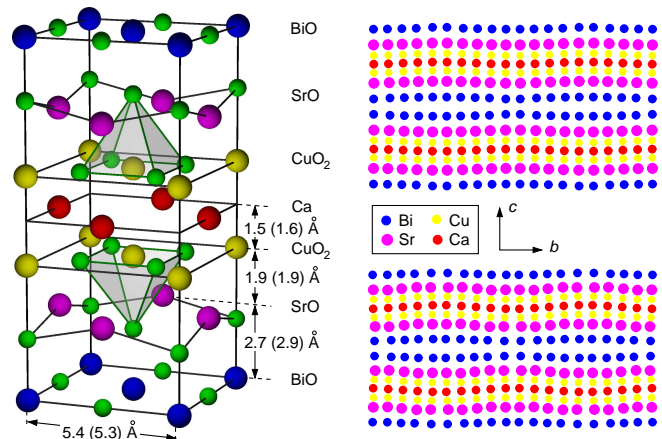 BiO
SrO
CuO₂
Ca
1.5 (1.6) Å
CuO₂
1.9 (1.9) Å
SrO
2.7 (2.9) Å
BiO
5.4 (5.3) Å
Bi
Cu
Sr
Ca
c
b